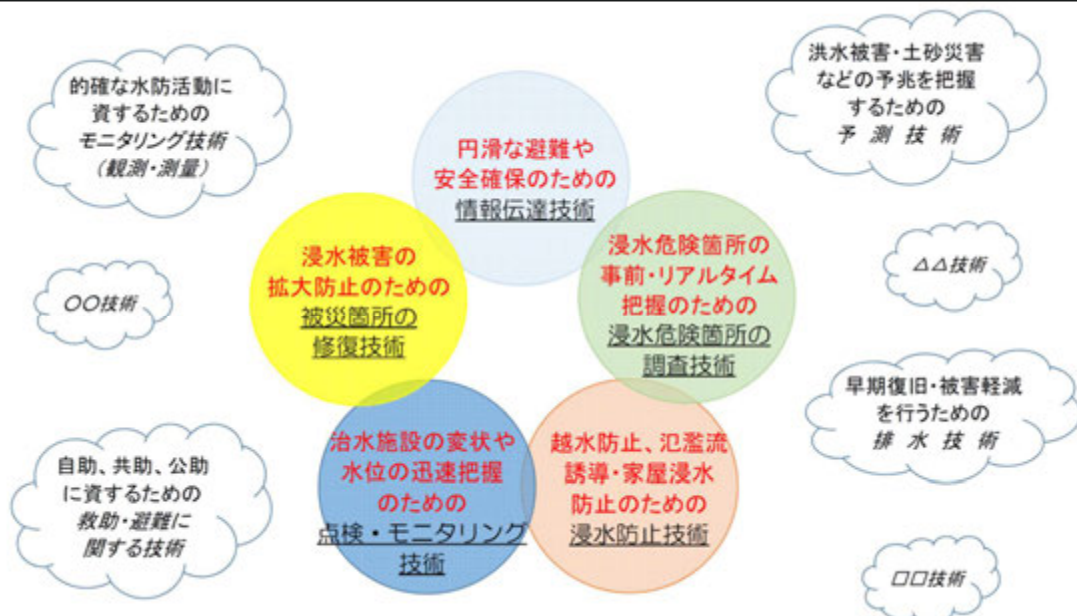 的確な水防活動に
資するための
モニタリング技術
（観測・測量）
洪水被害・土砂災害
などの予兆を把握
するための
予測技術
円滑な避難や
安全確保のための
情報伝達技術
浸水被害の
拡大防止のための
被災箇所の
修復技術
浸水危険箇所の
事前・リアルタイム
把握のための
浸水危険箇所の
調査技術
○○技術
△△技術
治水施設の変状や
水位の迅速把握
のための
点検・モニタリング
技術
越水防止、氾濫流
誘導・家屋浸水
防止のための
浸水防止技術
早期復旧・被害軽減
を行うための
排水技術
自助、共助、公助
に資するための
救助・避難に
関する技術
□□技術